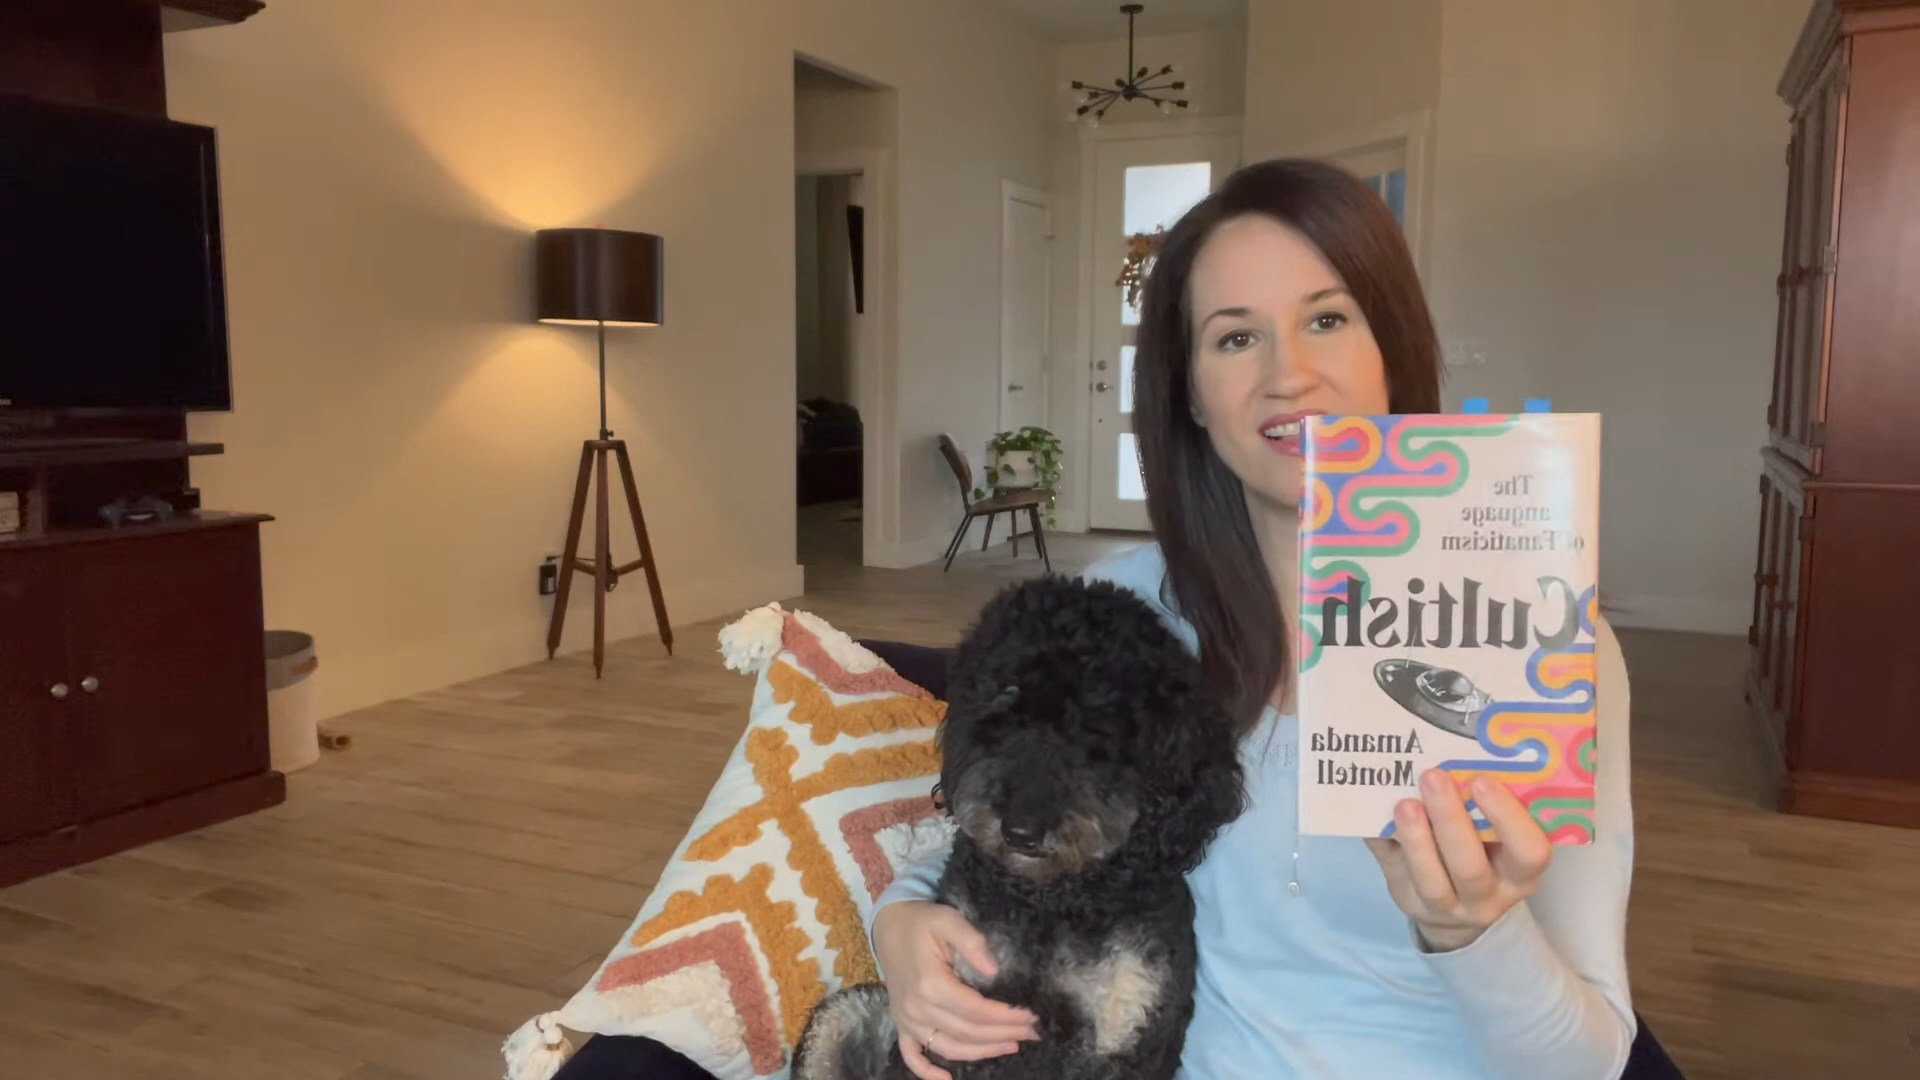 The
Language
of Fanaticism
Cultish
Amanda
Montell